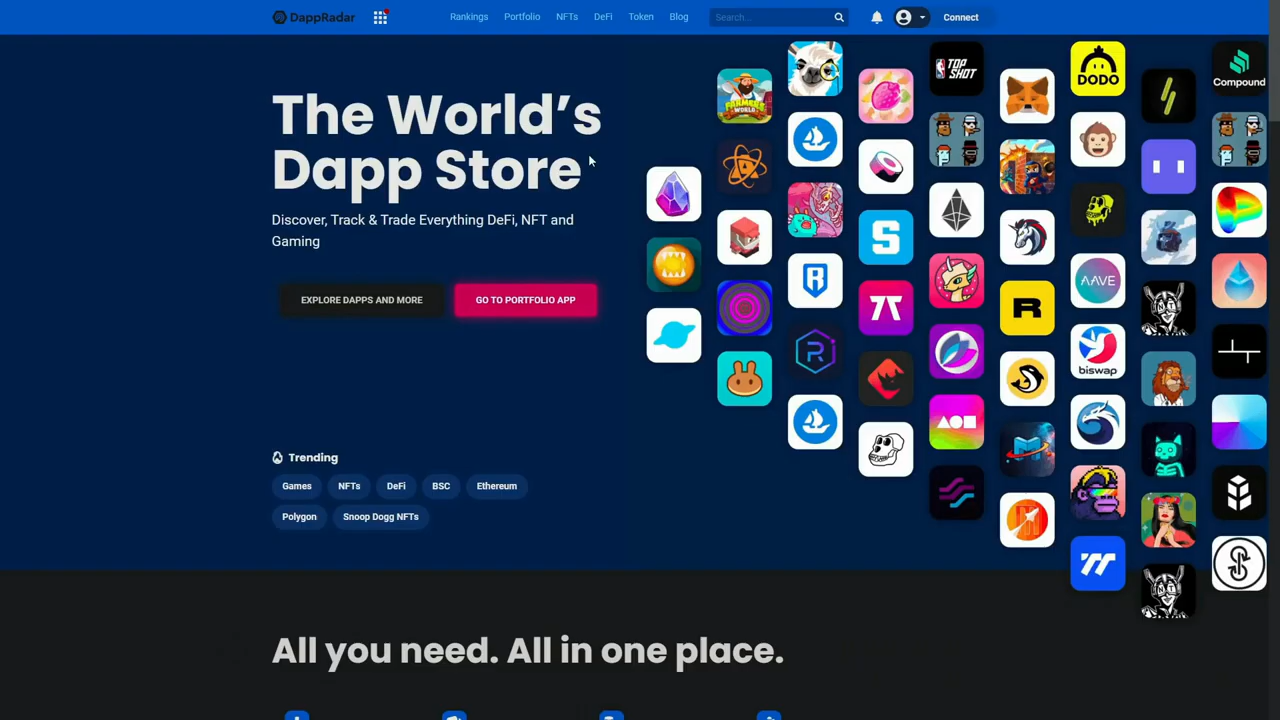 DappRadar
Rankings
Portfolio
NFTs
DeFi
Token
Blog
Search...
Connect
The World’s
Dapp Store
Discover, Track & Trade Everything DeFi, NFT and
Gaming
EXPLORE DAPPS AND MORE
GO TO PORTFOLIO APP
Trending
Games
NFTs
DeFi
BSC
Ethereum
Polygon
Snoop Dogg NFTs
FARMERS
WORLD
TOP
SHOT
DODO
Compound
AAVE
biswap
All you need. All in one place.